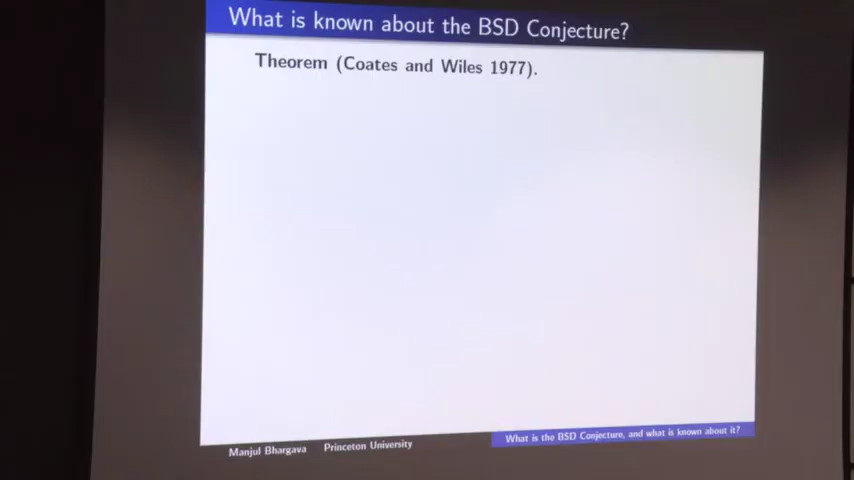 What is known about the BSD Conjecture?
Theorem (Coates and Wiles 1977).
Manjul Bhargava Princeton University
What is the BSD Conjecture, and what is known about it?